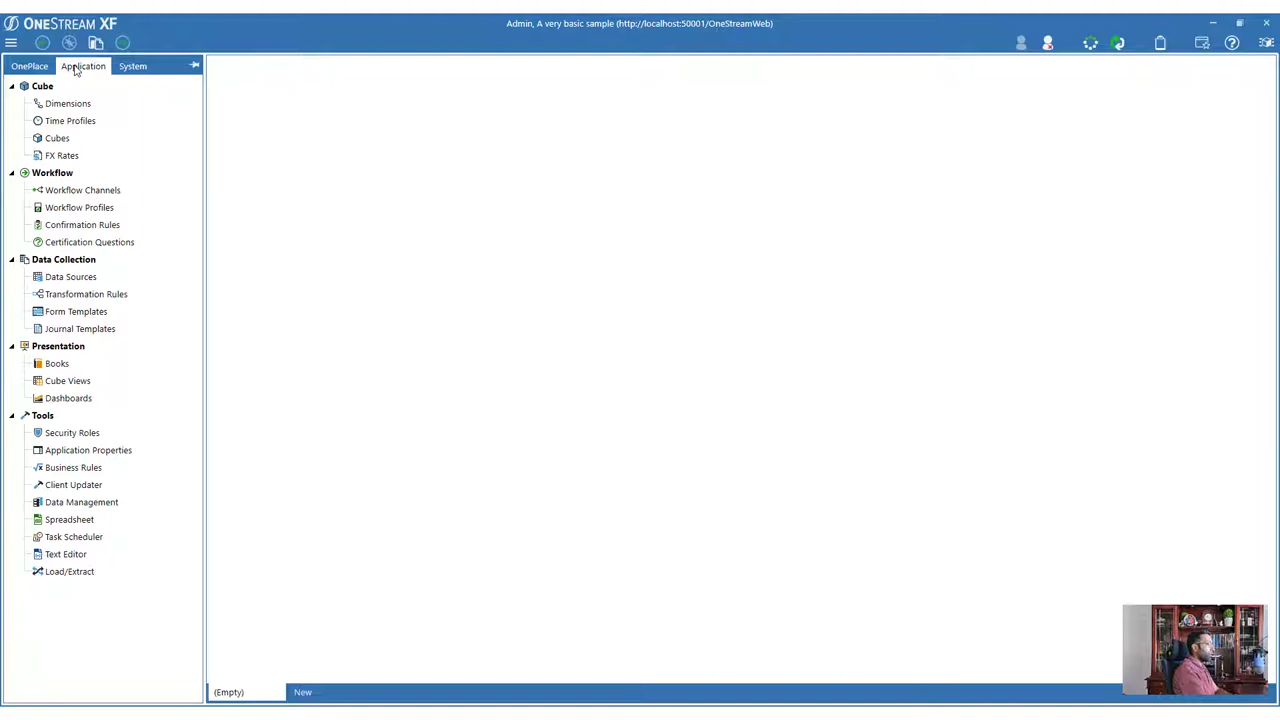 ONESTREAM XF
Admin, A very basic sample (http://localhost:50001/OneStreamWeb)
OnePlace
Application
System
Cube
Dimensions
Time Profiles
Cubes
FX Rates
Workflow
Workflow Channels
Workflow Profiles
Confirmation Rules
Certification Questions
Data Collection
Data Sources
Transformation Rules
Form Templates
Journal Templates
Presentation
Books
Cube Views
Dashboards
Tools
Security Roles
Application Properties
Business Rules
Client Updater
Data Management
Spreadsheet
Task Scheduler
Text Editor
Load/Extract
(Empty)
New